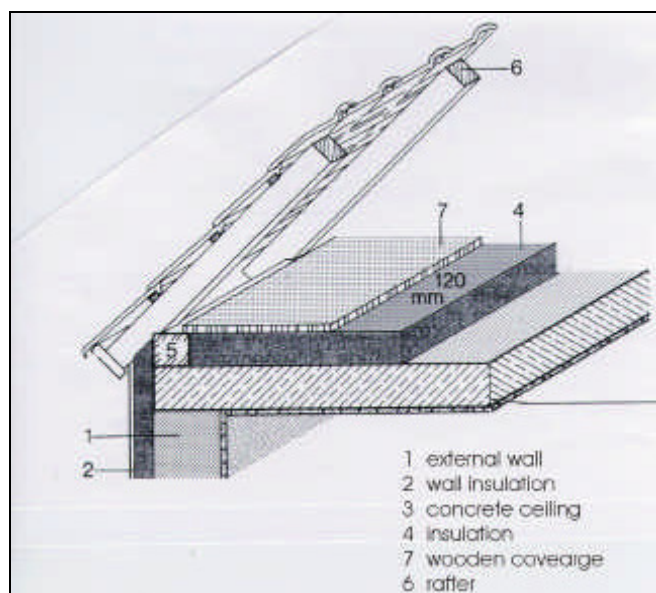 6
7
4
120
mm
5
1
2
1 external wall
2 wall insulation
3 concrete ceiling
4 insulation
7 wooden covearge
6 rafter